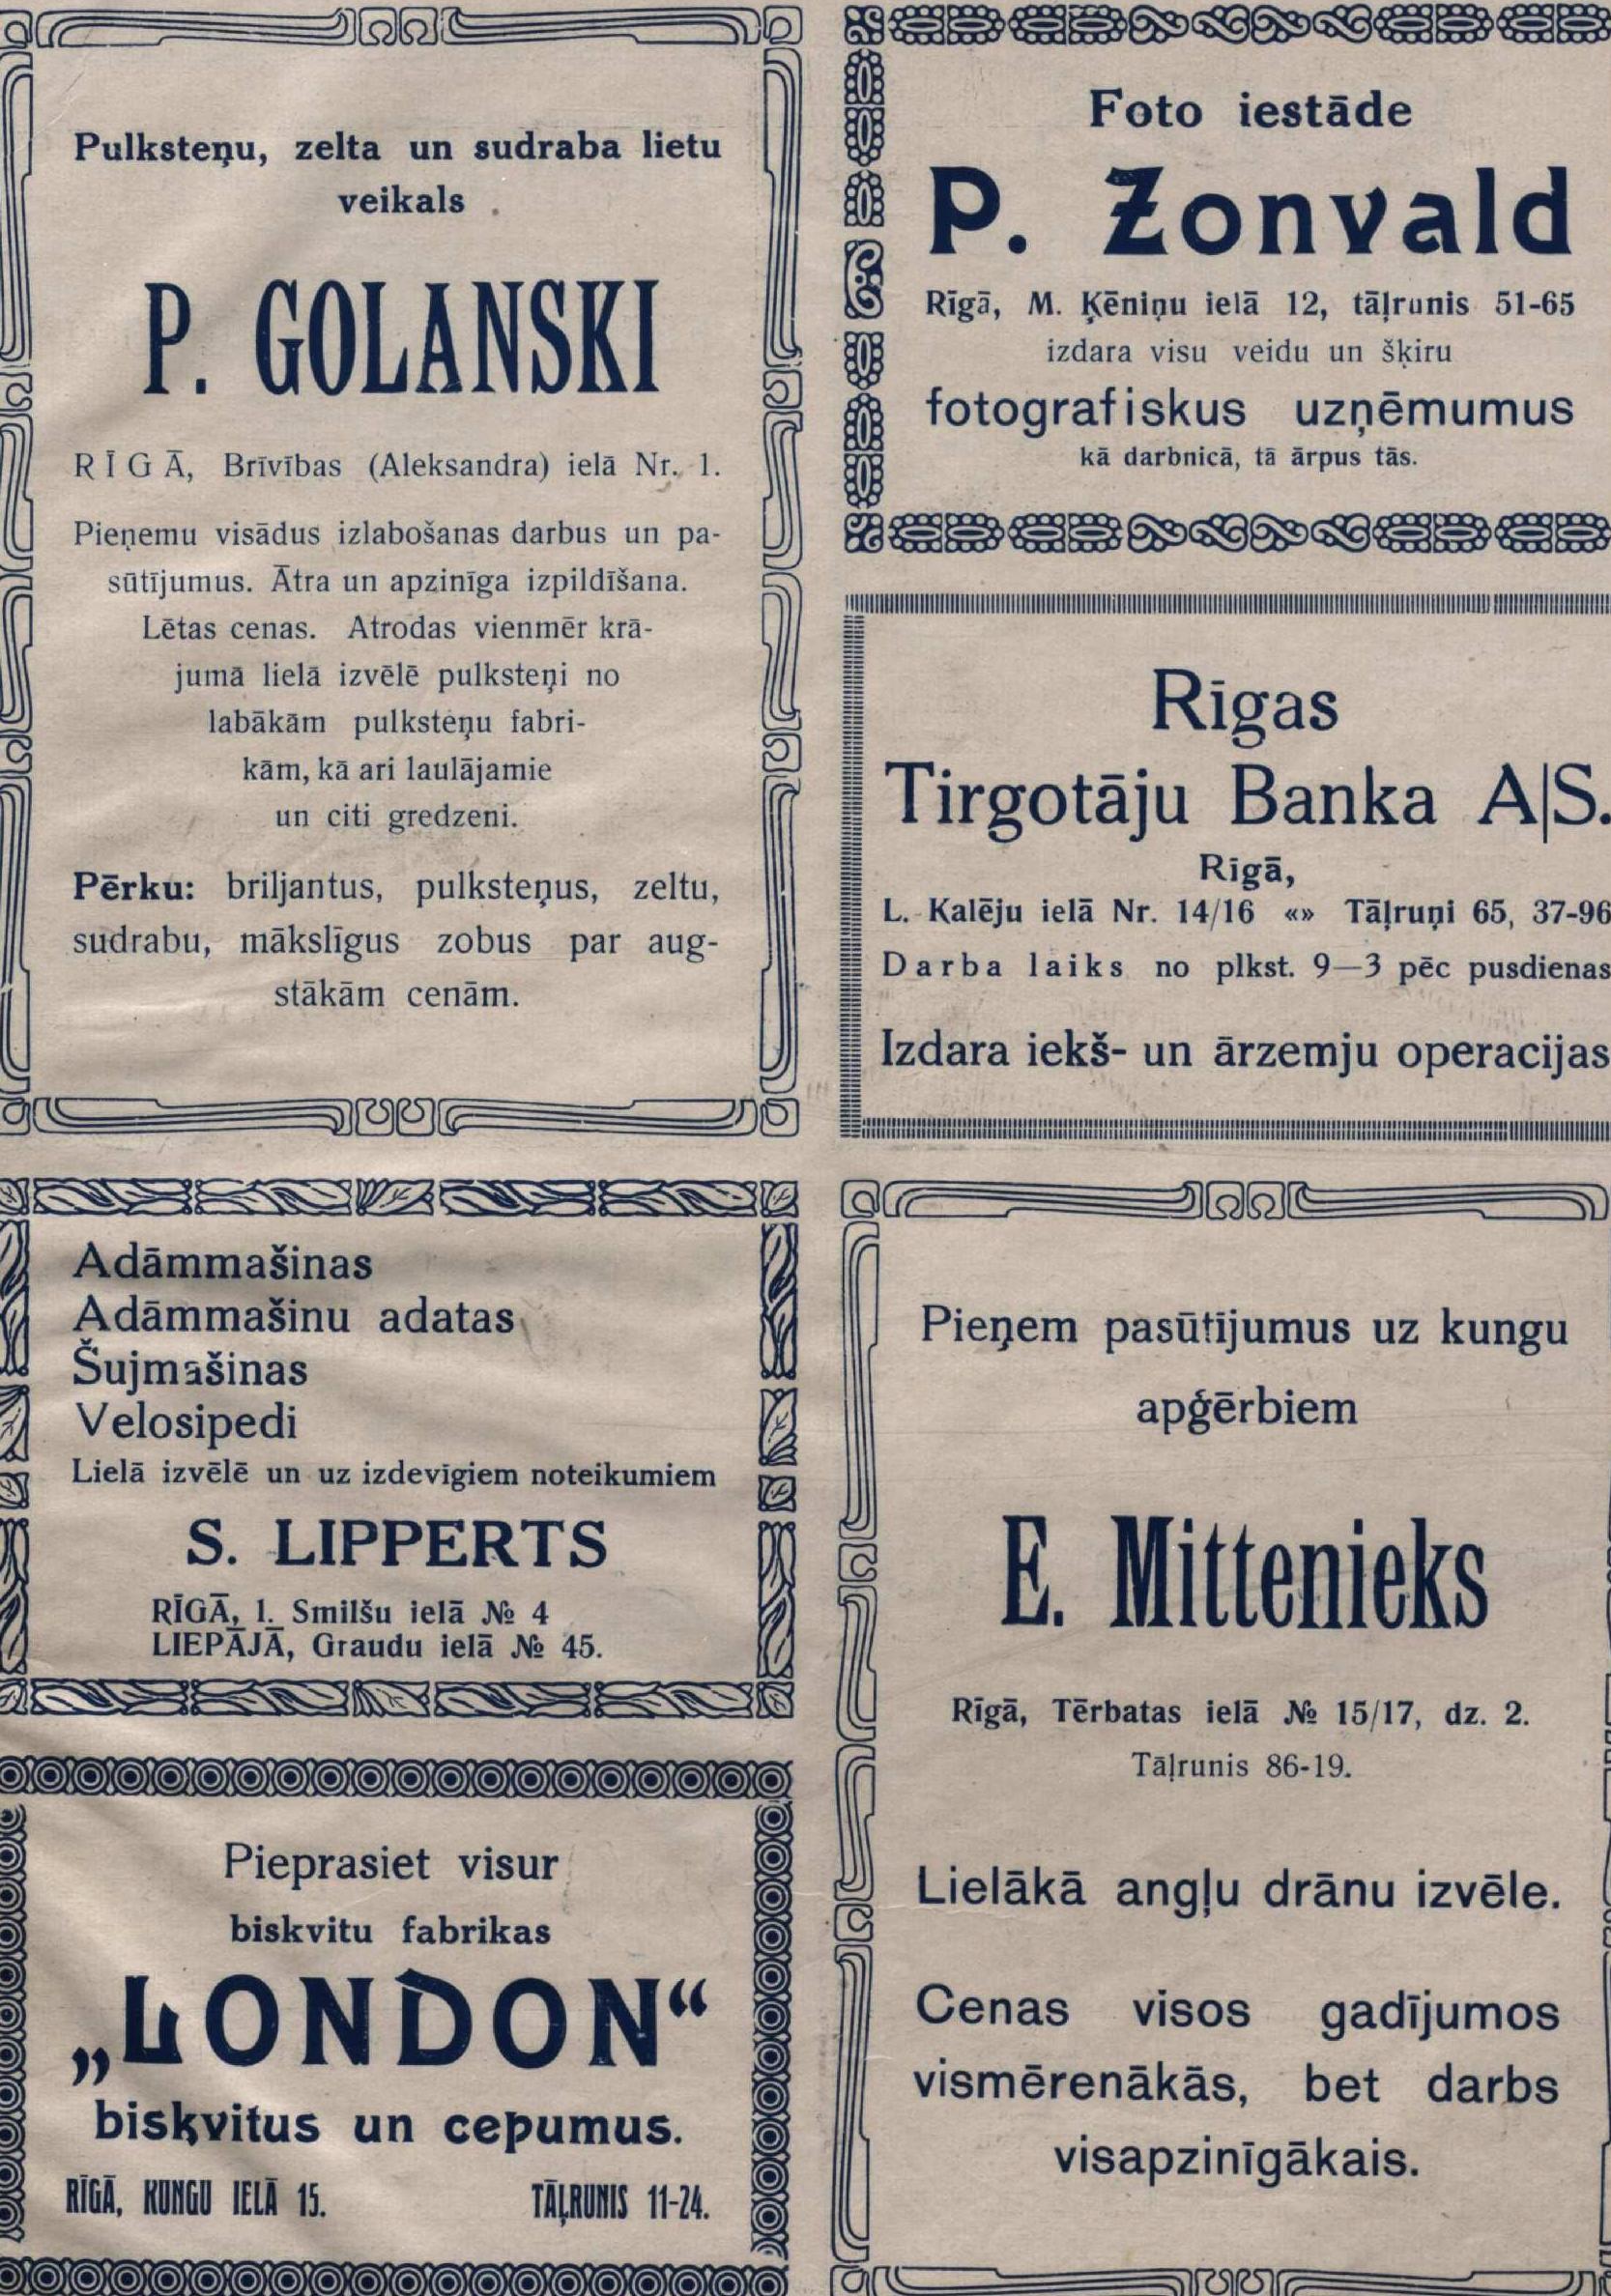 Pulksteņu, zelta un sudraba lietu
veikals
P. GOLANSKI
RĪGĀ, Brīvības (Aleksandra) ielā Nr. 1.
Pieņemu visādus izlabošanas darbus un pa-
sūtījumus. Ātra un apzinīga izpildīšana.
Lētas cenas. Atrodas vienmēr krā-
jumā lielā izvēlē pulksteņi no
labākām pulksteņu fabri-
kām, kā ari laulājamie
un citi gredzeni.
Pērku: briljantus, pulksteņus, zeltu,
sudrabu, mākslīgus zobus par aug-
stākām cenām.
Foto iestāde
P. Zonvald
Rīgā, M. Ķēniņu ielā 12, tāļrunis 51-65
izdara visu veidu un šķiru
fotografiskus uzņēmumus
kā darbnicā, tā ārpus tās.
Rīgas
Tirgotāju Banka A|S.
Rīgā,
L. Kalēju ielā Nr. 14/16 «» Tāļruņi 65, 37-96
Darba laiks no plkst. 9—3 pēc pusdienas
Izdara iekš- un ārzemju operacijas
Adāmmašinas
Adāmmašinu adatas
Šujmašinas
Velosipedi
Lielā izvēlē un uz izdevīgiem noteikumiem
S. LIPPERTS
RĪGĀ, 1. Smilšu ielā № 4
LIEPĀJĀ, Graudu ielā № 45.
Pieprasiet visur
biskvitu fabrikas
„LONDON“
biskvitus un cepumus.
RĪGĀ, KUNGU IELĀ 15. TĀĻRUNIS 11-24.
Pieņem pasūtījumus uz kungu
apģērbiem
E. Mittenieks
Rīgā, Tērbatas ielā № 15/17, dz. 2.
Tāļrunis 86-19.
Lielākā angļu drānu izvēle.
Cenas visos gadījumos
vismērenākās, bet darbs
visapzinīgākais.